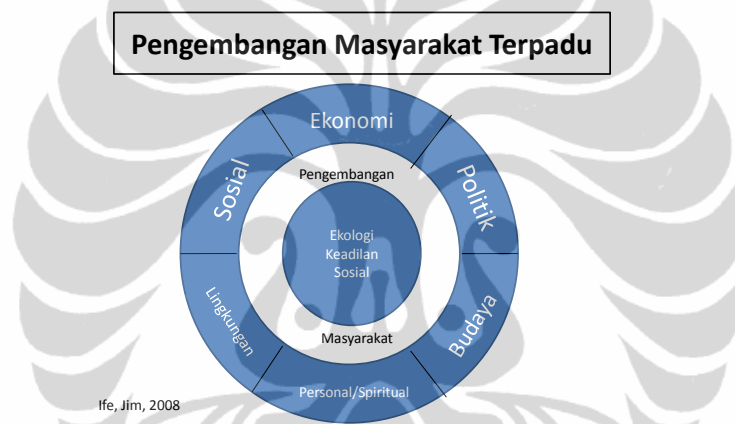 Pengembangan Masyarakat Terpadu
Ekonomi
Sosial
Politik
Pengembangan
Ekologi
Keadilan
Sosial
Lingkungan
Budaya
Masyarakat
Personal/Spiritual
Ife, Jim, 2008